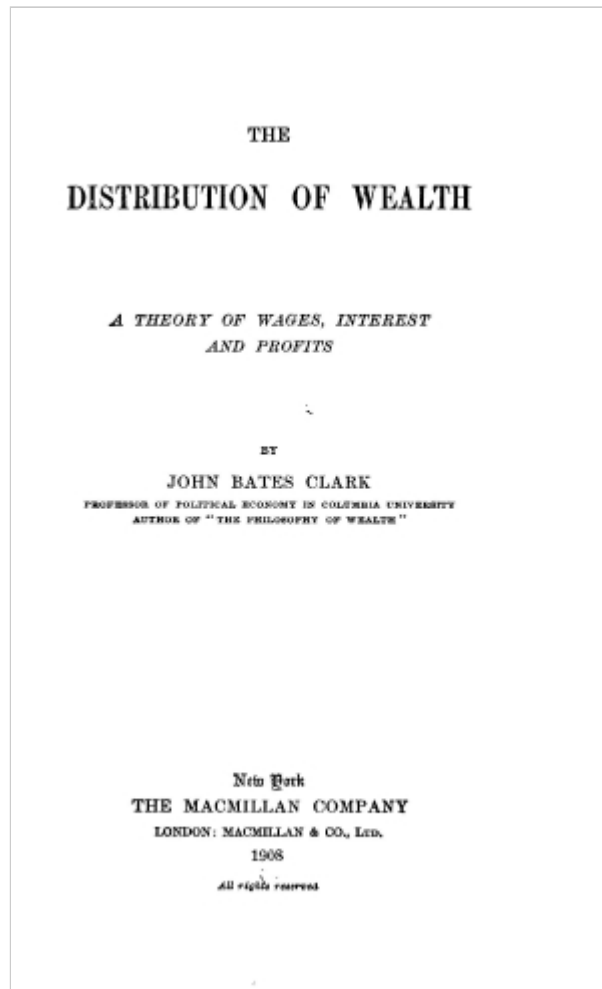 THE
DISTRIBUTION OF WEALTH
A THEORY OF WAGES, INTEREST
AND PROFITS
BY
JOHN BATES CLARK
PROFESSOR OF POLITICAL ECONOMY IN COLUMBIA UNIVERSITY
AUTHOR OF "THE PHILOSOPHY OF WEALTH"
New York
THE MACMILLAN COMPANY
LONDON: MACMILLAN & CO., LTD.
1908
All rights reserved